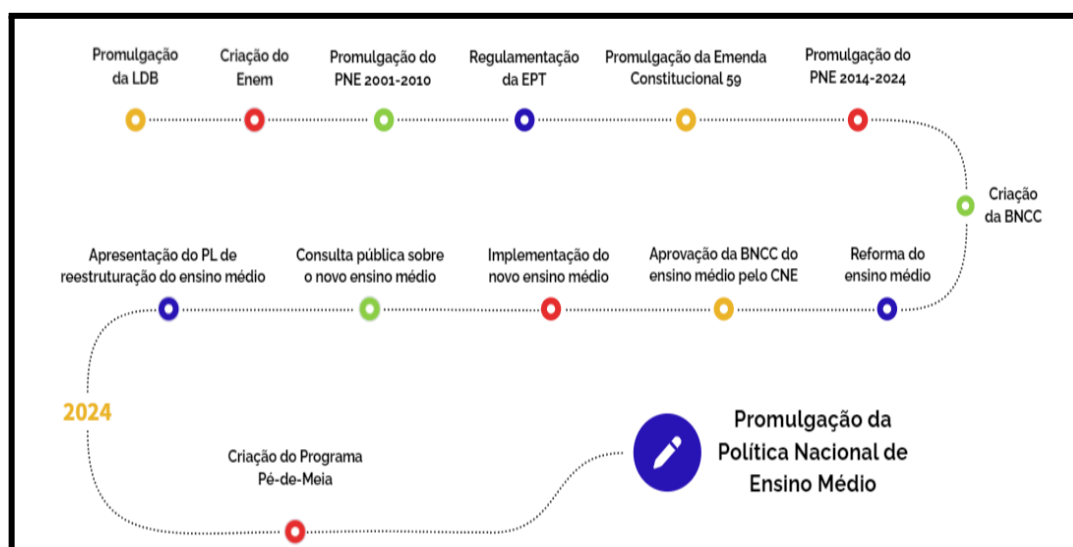 Promulgação
da LDB
Criação do
Enem
Promulgação do
PNE 2001-2010
Regulamentação
da EPT
Promulgação da Emenda
Constitucional 59
Promulgação do
PNE 2014-2024
Criação
da BNCC
Reforma do
ensino médio
Aprovação da BNCC do
ensino médio pelo CNE
Implementação do
novo ensino médio
Consulta pública sobre
o novo ensino médio
Apresentação do PL de
reestruturação do ensino médio
2024
Criação do Programa
Pé-de-Meia
Promulgação da
Política Nacional de
Ensino Médio